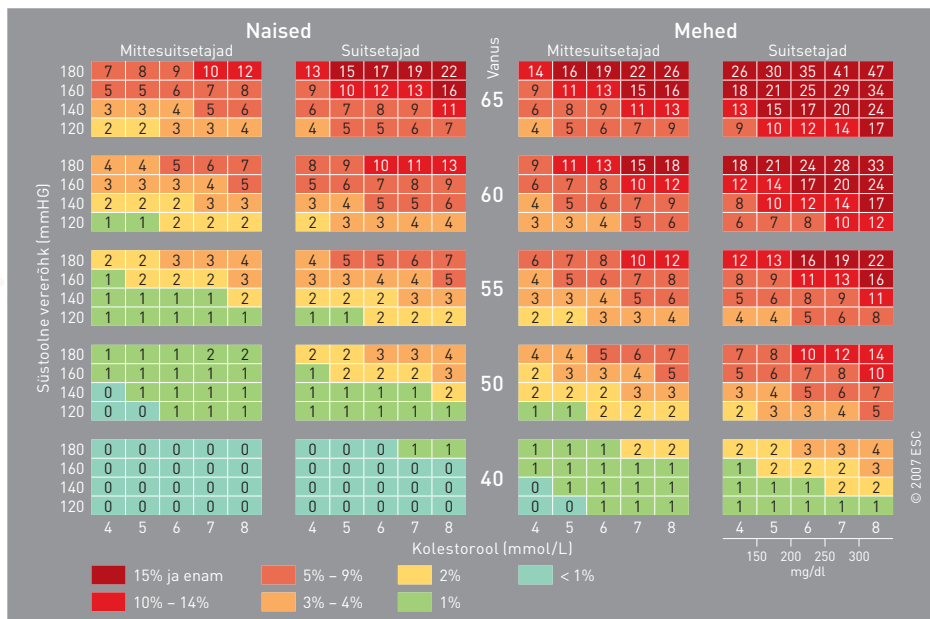 Naised Mehed
Mittesuitsetajad Suitsetajad Vanus Mittesuitsetajad Suitsetajad
180 7 8 9 10 12 13 15 17 19 22 14 16 19 22 26 26 30 35 41 47
160 5 5 6 7 8 9 10 12 13 16 65 9 11 13 15 16 18 21 25 29 34
140 3 3 4 5 6 6 7 8 9 11 6 8 9 11 13 13 15 17 20 24
120 2 2 3 3 4 4 5 5 6 7 4 5 6 7 9 9 10 12 14 17
180 4 4 5 6 7 8 9 10 11 13 9 11 13 15 18 18 21 24 28 33
160 3 3 3 4 5 5 6 7 8 9 60 6 7 8 10 12 12 14 17 20 24
140 2 2 2 3 3 3 4 5 5 6 4 5 6 7 9 8 10 12 14 17
120 1 1 2 2 2 2 3 3 4 4 3 3 4 5 6 6 7 8 10 12
Süstoolne vererõhk (mmHG)
180 2 2 3 3 4 4 5 5 6 7 6 7 8 10 12 12 13 16 19 22
160 1 2 2 2 3 3 3 4 4 5 55 4 5 6 7 8 8 9 11 13 16
140 1 1 1 1 2 2 2 2 3 3 3 3 4 5 6 5 6 8 9 11
120 1 1 1 1 1 1 1 2 2 2 2 2 3 3 4 4 4 5 6 8
180 1 1 1 2 2 2 2 3 3 4 4 4 5 6 7 7 8 10 12 14
160 1 1 1 1 1 1 2 2 2 3 50 2 3 3 4 5 5 6 7 8 10
140 0 1 1 1 1 1 1 1 1 2 2 2 2 3 3 3 4 5 6 7
120 0 0 1 1 1 1 1 1 1 1 1 1 2 2 2 2 3 3 4 5
180 0 0 0 0 0 0 0 0 1 1 1 1 1 2 2 2 2 3 3 4
160 0 0 0 0 0 0 0 0 0 0 40 1 1 1 1 1 1 2 2 2 3
140 0 0 0 0 0 0 0 0 0 0 0 1 1 1 1 1 1 1 2 2
120 0 0 0 0 0 0 0 0 0 0 0 0 1 1 1 1 1 1 1 1
4 5 6 7 8 4 5 6 7 8 4 5 6 7 8 4 5 6 7 8
© 2007 ESC
Kolestorool (mmol/L)
150 200 250 300
mg/dl
15% ja enam 5% – 9% 2% < 1%
10% – 14% 3% – 4% 1%